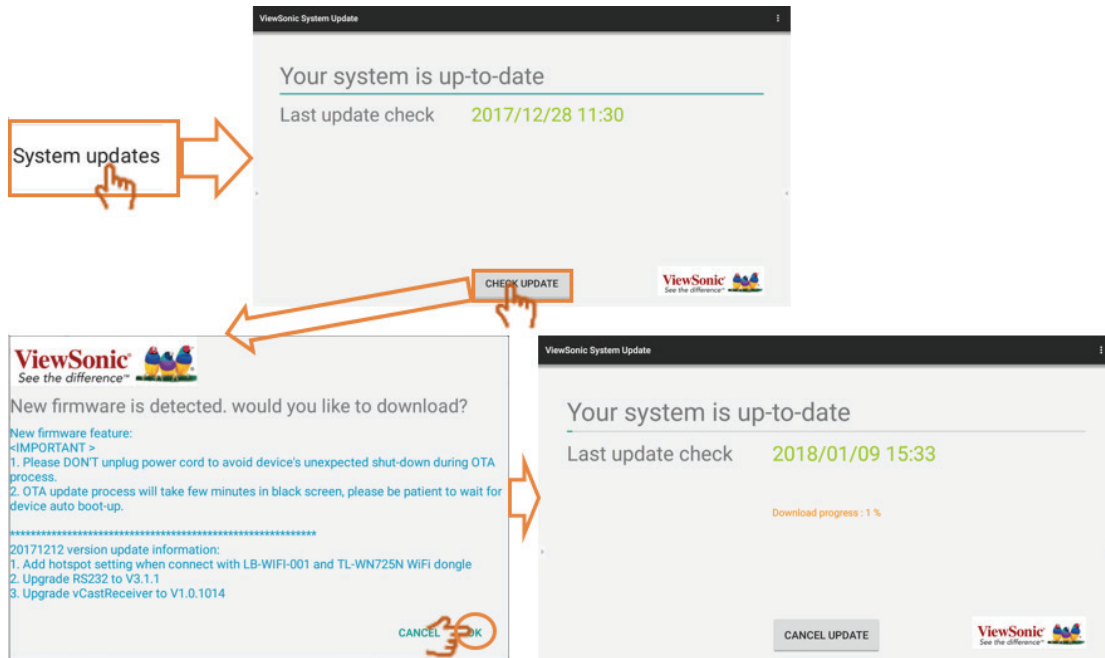 ViewSonic System Update
Your system is up-to-date
Last update check 2017/12/28 11:30
System updates
CHECK UPDATE
ViewSonic®
See the difference™
ViewSonic®
See the difference™
New firmware is detected. would you like to download?
New firmware feature:
<IMPORTANT >
1. Please DON'T unplug power cord to avoid device's unexpected shut-down during OTA
process.
2. OTA update process will take few minutes in black screen, please be patient to wait for
device auto boot-up.
************************************************************
20171212 version update information:
1. Add hotspot setting when connect with LB-WIFI-001 and TL-WN725N WiFi dongle
2. Upgrade RS232 to V3.1.1
3. Upgrade vCastReceiver to V1.0.1014
CANCEL OK
ViewSonic System Update
Your system is up-to-date
Last update check 2018/01/09 15:33
Download progress : 1 %
CANCEL UPDATE
ViewSonic®
See the difference™